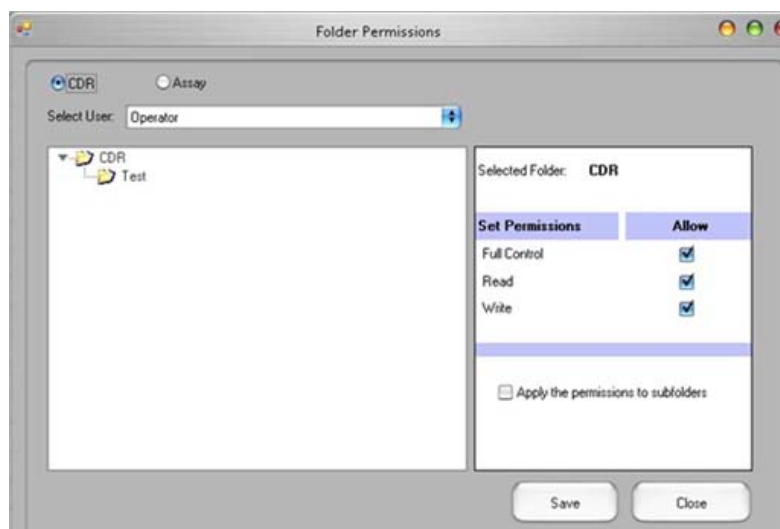 Folder Permissions
CDR Assay
Select User: Operator
CDR
Test
Selected Folder: CDR
Set Permissions Allow
Full Control
Read
Write
Apply the permissions to subfolders
Save Close